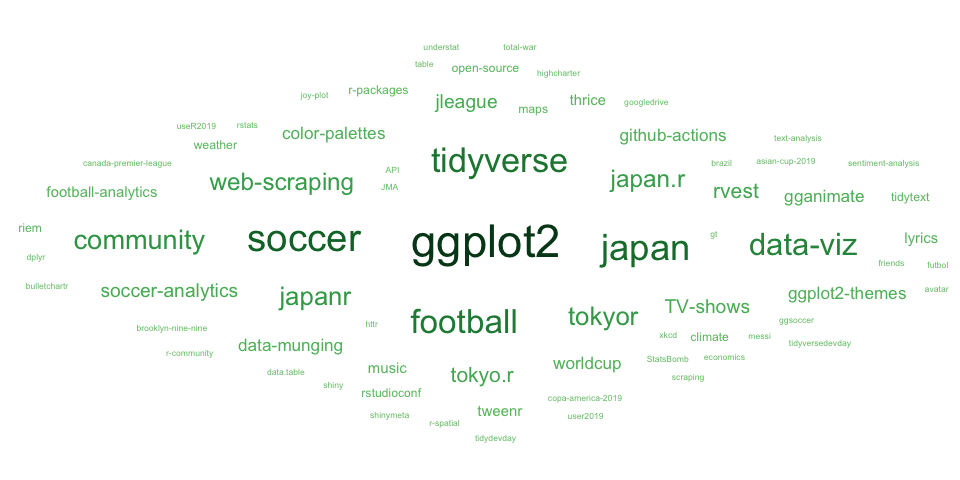 understat total-war
table open-source highcharter
joy-plot r-packages jleague maps thrice googledrive
useR2019 rstats color-palettes github-actions text-analysis
weather tidyverse
canada-premier-league API brazil asian-cup-2019 sentiment-analysis
football-analytics web-scraping JMA japan.r rvest gganimate tidytext
riem community soccer ggplot2 japan gt data-viz lyrics
dplyr friends futbol
bulletchartr soccer-analytics japanr ggplot2-themes avatar
brooklyn-nine-nine httr football tokyor TV-shows ggsoccer
r-community data-munging xkcd climate messi tidyversedevday
data.table music tokyo.r worldcup StatsBomb economics
shiny rstudioconf scraping
shinymeta tweenr copa-america-2019
r-spatial user2019
tidydevday